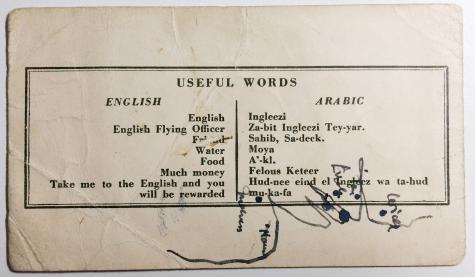 USEFUL WORDS
ENGLISH ARABIC
English Ingleezi
English Flying Officer Za-bit Ingleezi Tey-yar.
Sahib, Sa-deck.
Water Moya
Food A'-kl.
Much money Felous Keteer
Take me to the English and you Hud-nee eind el Ingleez wa ta-hud
will be rewarded mu-ka-fa